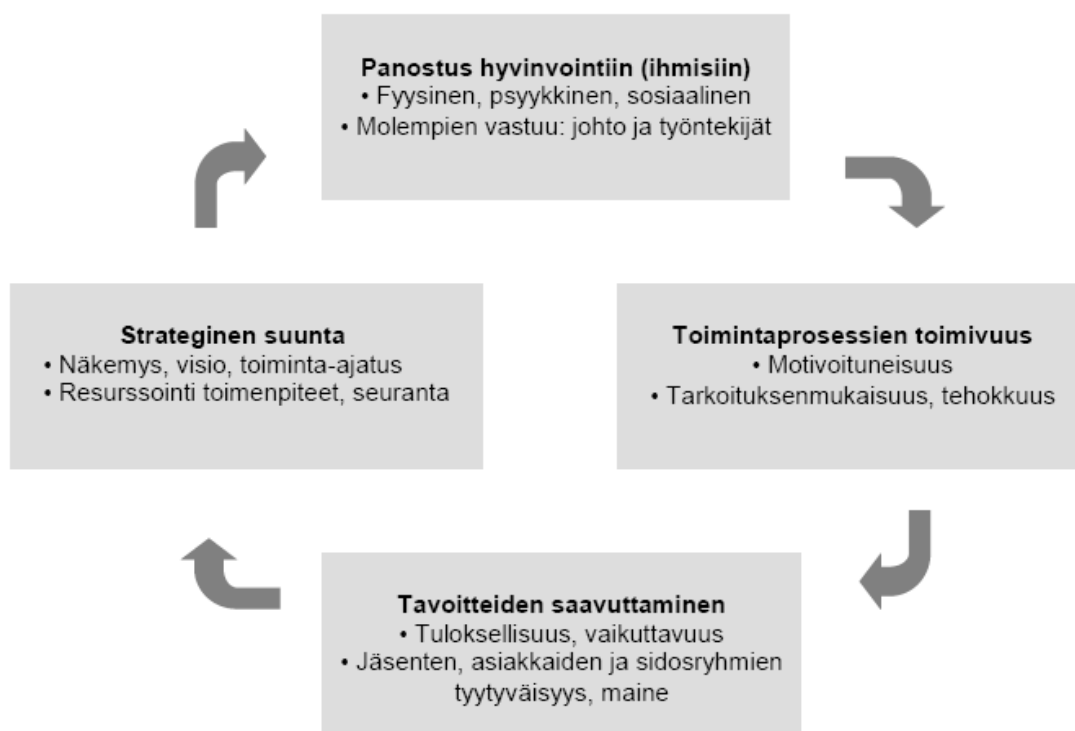 Panostus hyvinvointiin (ihmisiin)
• Fyysinen, psyykkinen, sosiaalinen
• Molempien vastuu: johto ja työntekijät
Strateginen suunta
• Näkemys, visio, toiminta-ajatus
• Resurssointi toimenpiteet, seuranta
Toimintaprosessien toimivuus
• Motivoituneisuus
• Tarkoituksenmukaisuus, tehokkuus
Tavoitteiden saavuttaminen
• Tuloksellisuus, vaikuttavuus
• Jäsenten, asiakkaiden ja sidosryhmien
tyytyväisyys, maine